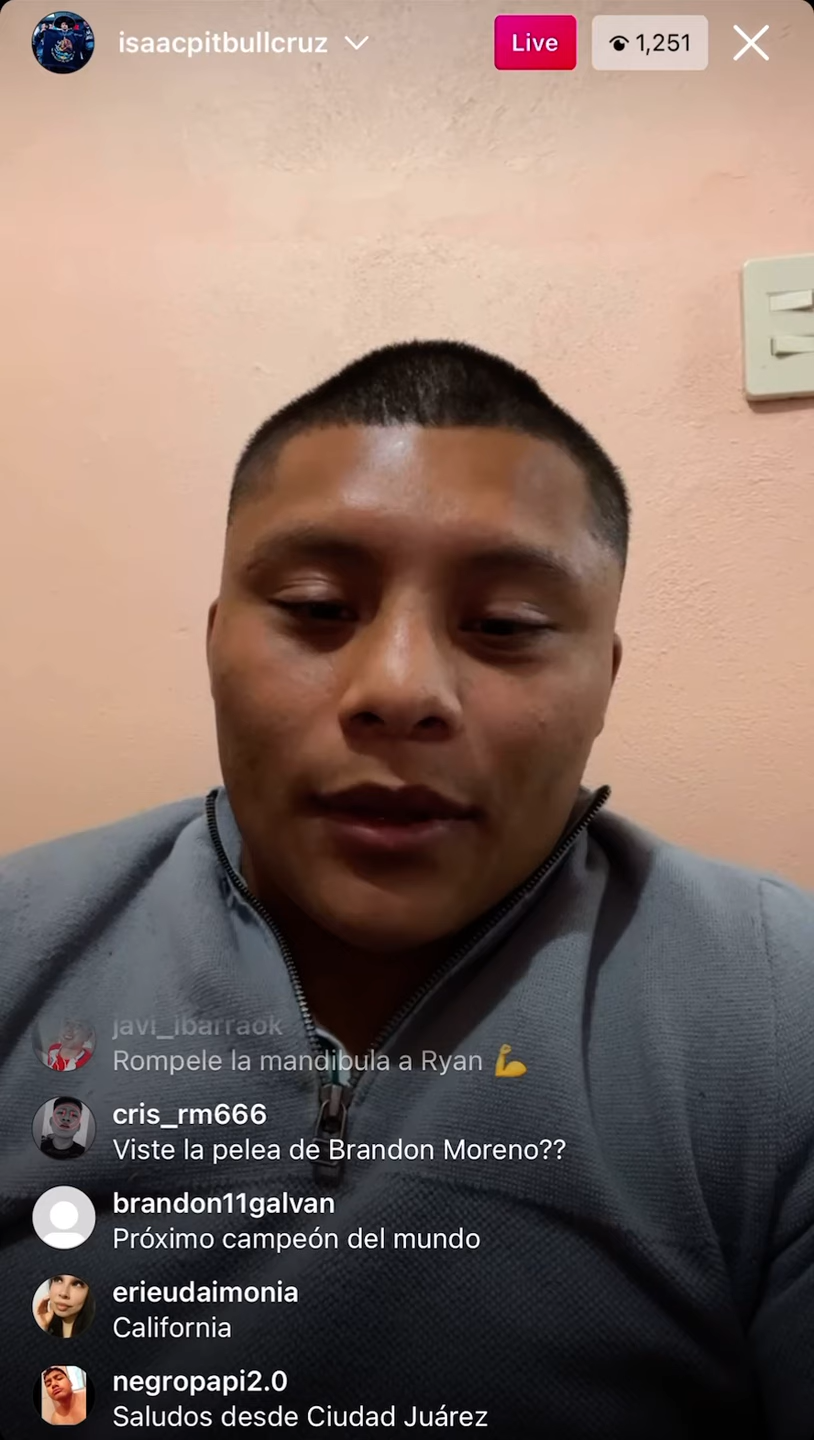 isaacpitbullcruz
Live
1,251
javi_ibarraok
Rompele la mandibula a Ryan 💪
cris_rm666
Viste la pelea de Brandon Moreno??
brandon11galvan
Próximo campeón del mundo
erieudaimonia
California
negropapi2.0
Saludos desde Ciudad Juárez